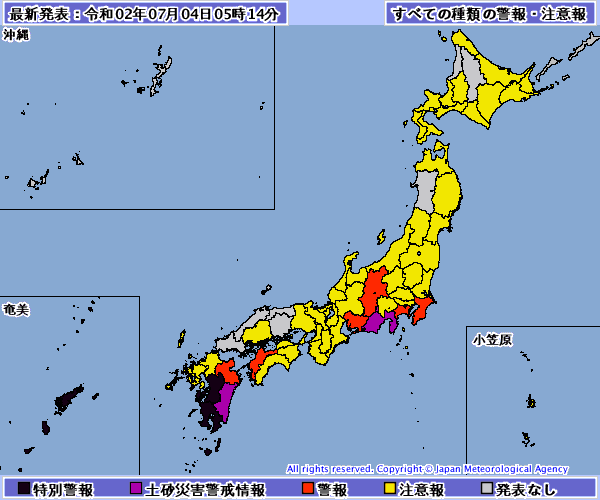 最新発表：令和02年07月04日05時14分
すべての種類の警報・注意報
沖縄
奄美
小笠原
All rights reserved. Copyright © Japan Meteorological Agency
特別警報 土砂災害警戒情報 警報 注意報 発表なし